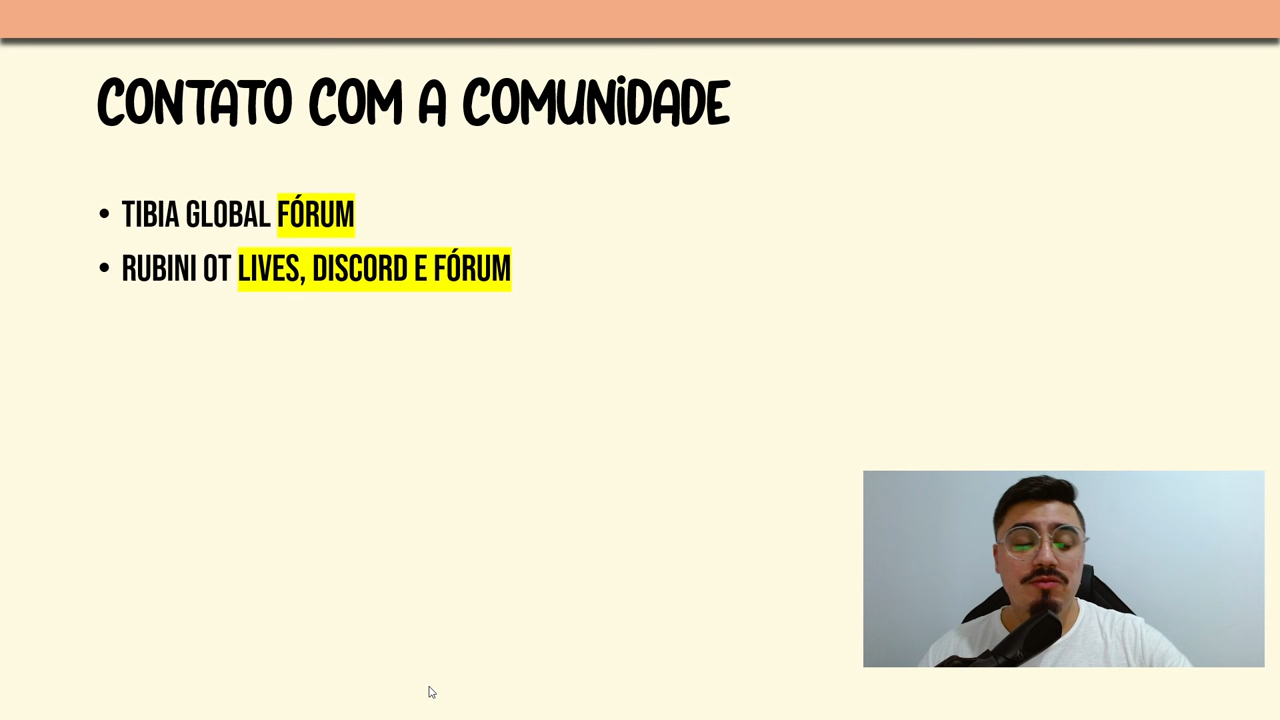 CONTATO COM A COMUNIDADE
• TIBIA GLOBAL FÓRUM
• RUBINI OT LIVES, DISCORD E FÓRUM